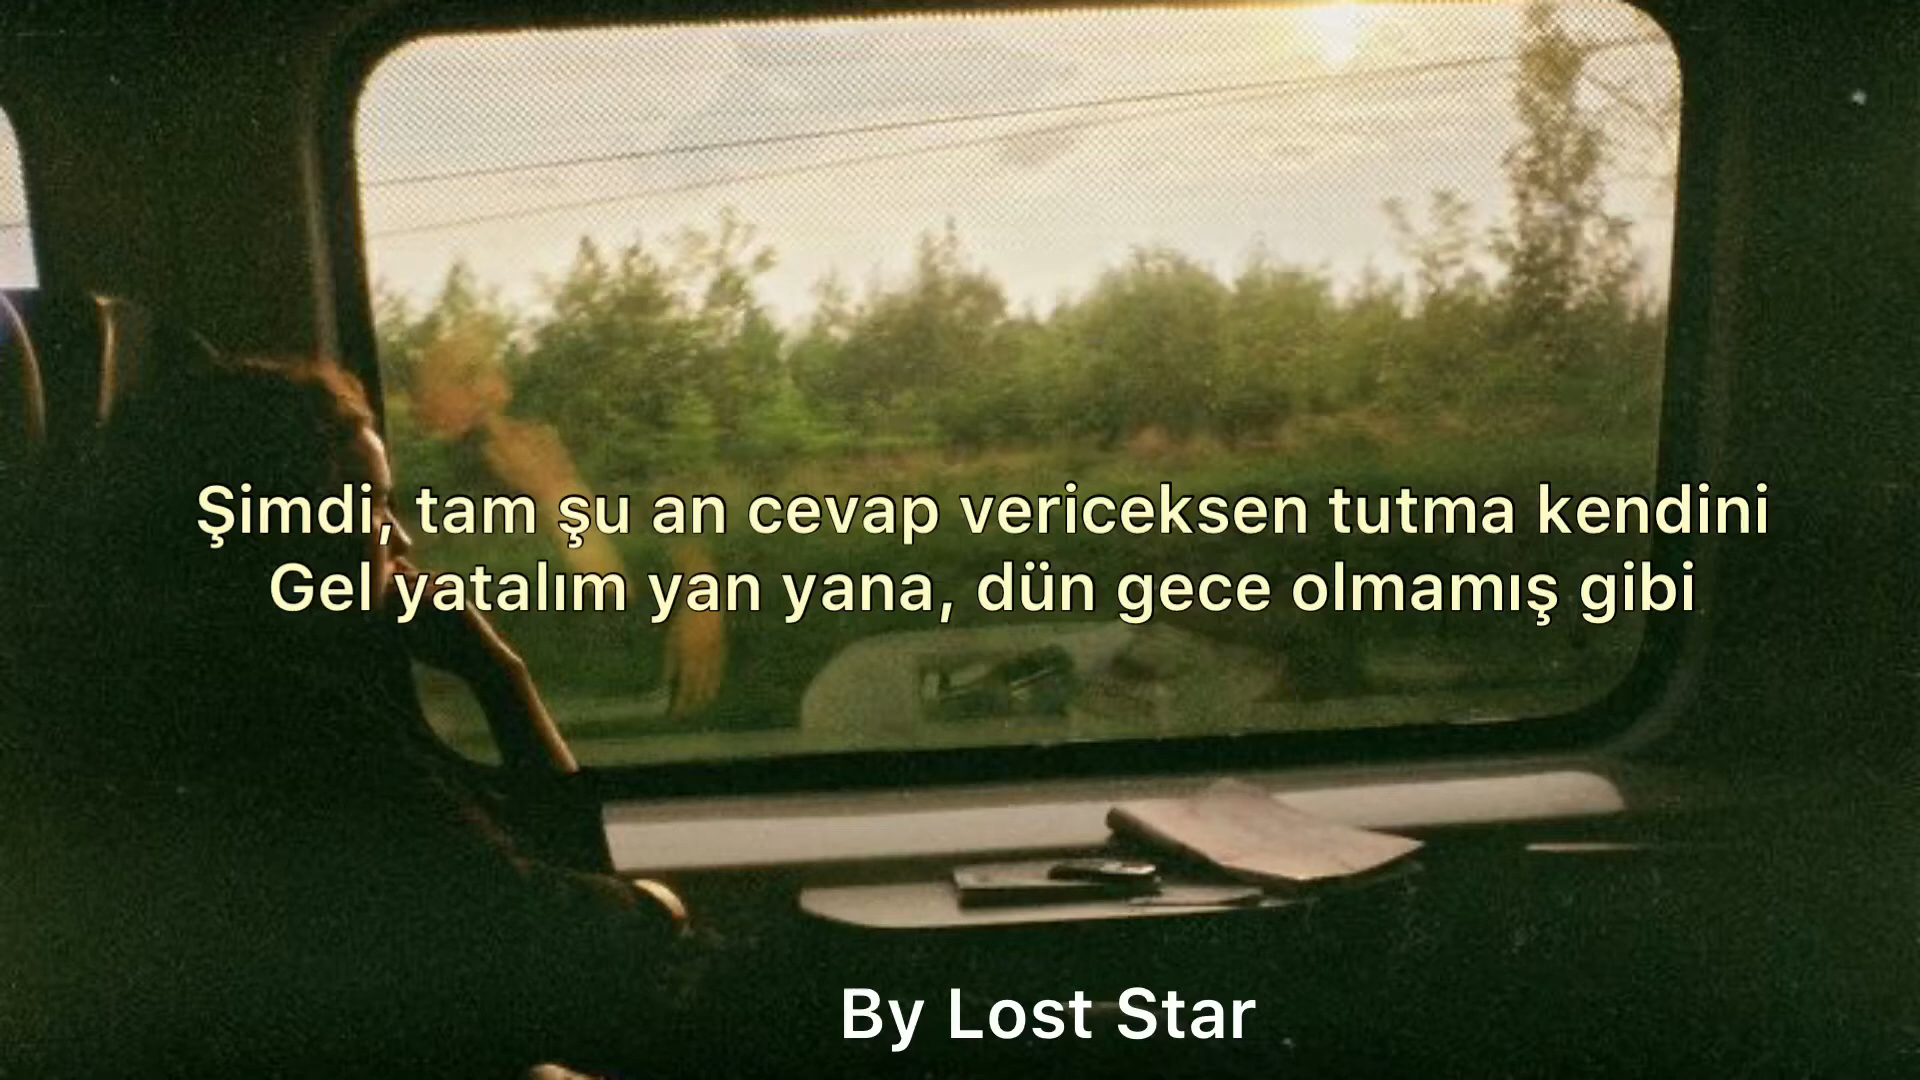 Şimdi, tam şu an cevap vericeksen tutma kendini
Gel yatalım yan yana, dün gece olmamış gibi
By Lost Star